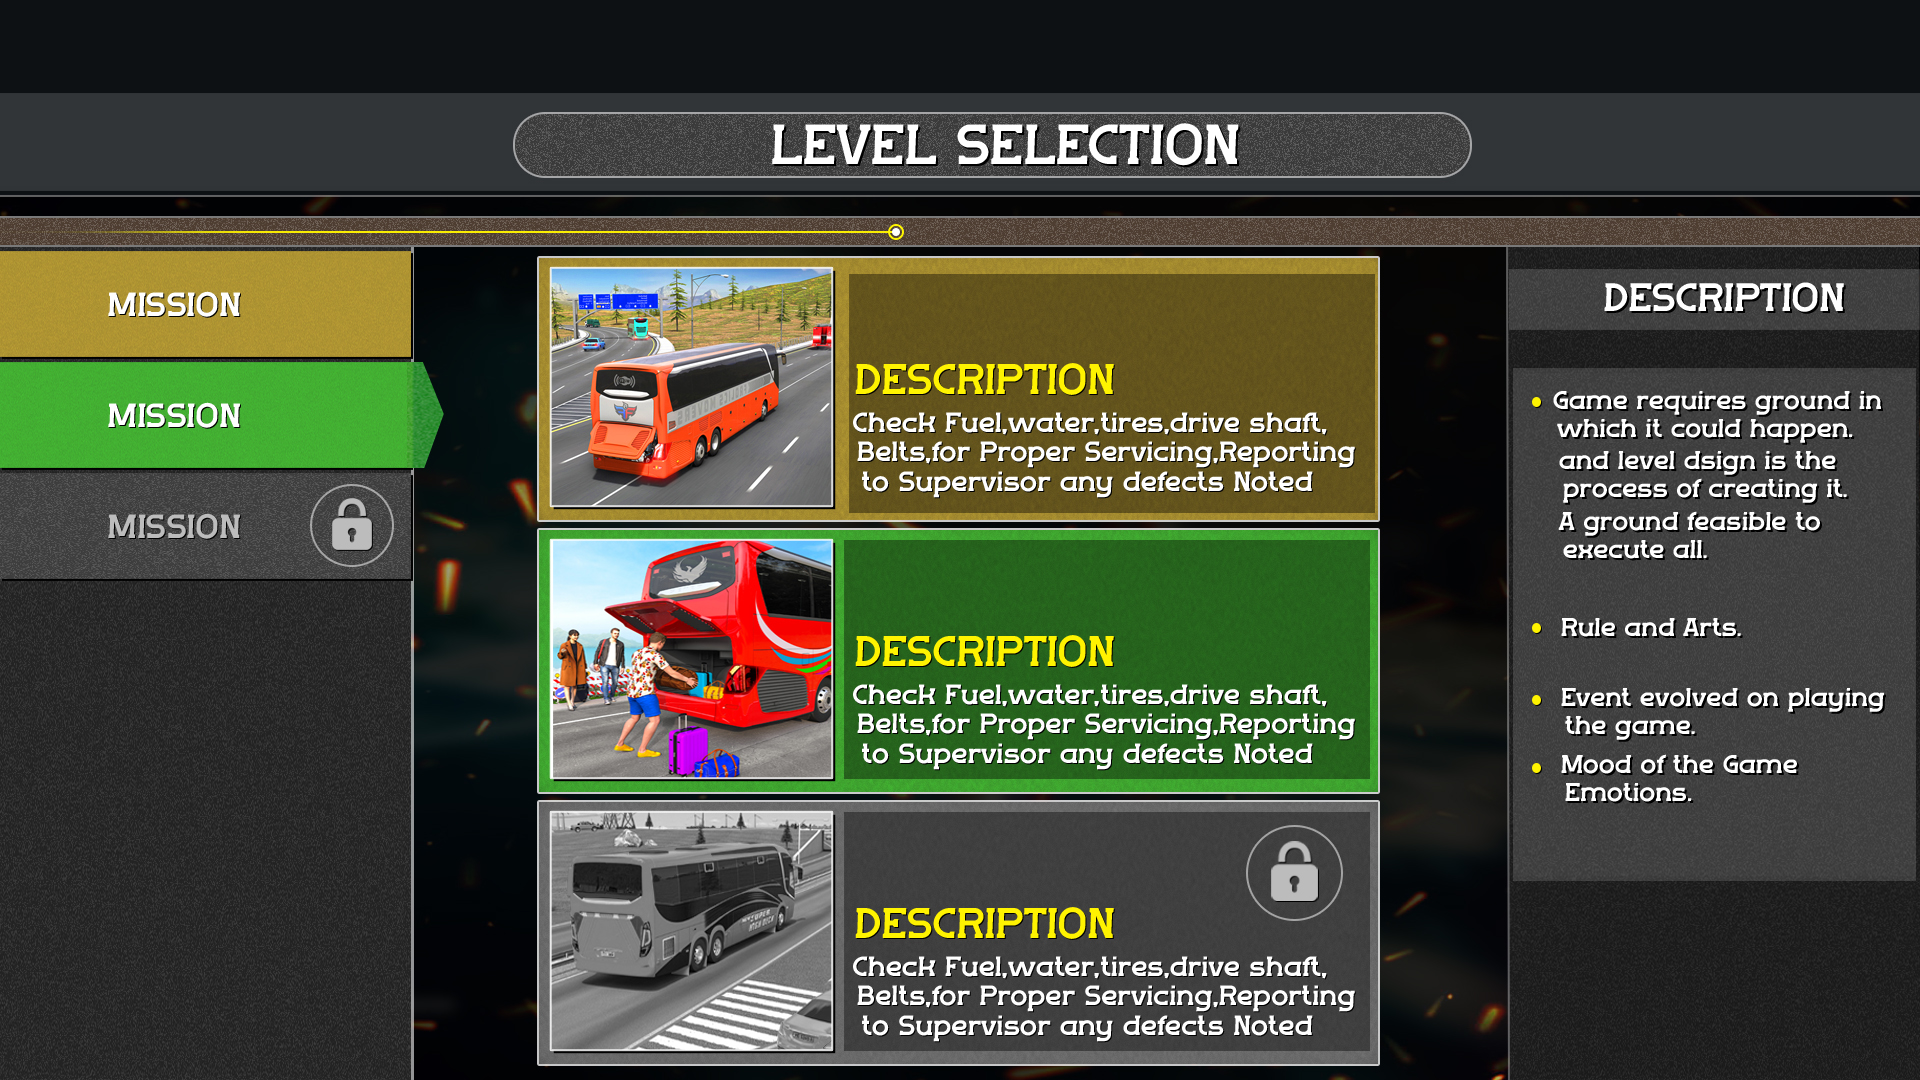 LEVEL SELECTION
MISSION
MISSION
MISSION
DESCRIPTION
Check Fuel,water,tires,drive shaft,
Belts,for Proper Servicing,Reporting
to Supervisor any defects Noted
DESCRIPTION
Check Fuel,water,tires,drive shaft,
Belts,for Proper Servicing,Reporting
to Supervisor any defects Noted
SUPER
HIGH DECK
DESCRIPTION
Check Fuel,water,tires,drive shaft,
Belts,for Proper Servicing,Reporting
to Supervisor any defects Noted
DESCRIPTION
• Game requires ground in
which it could happen.
and level dsign is the
process of creating it.
A ground feasible to
execute all.
• Rule and Arts.
• Event evolved on playing
the game.
• Mood of the Game
Emotions.